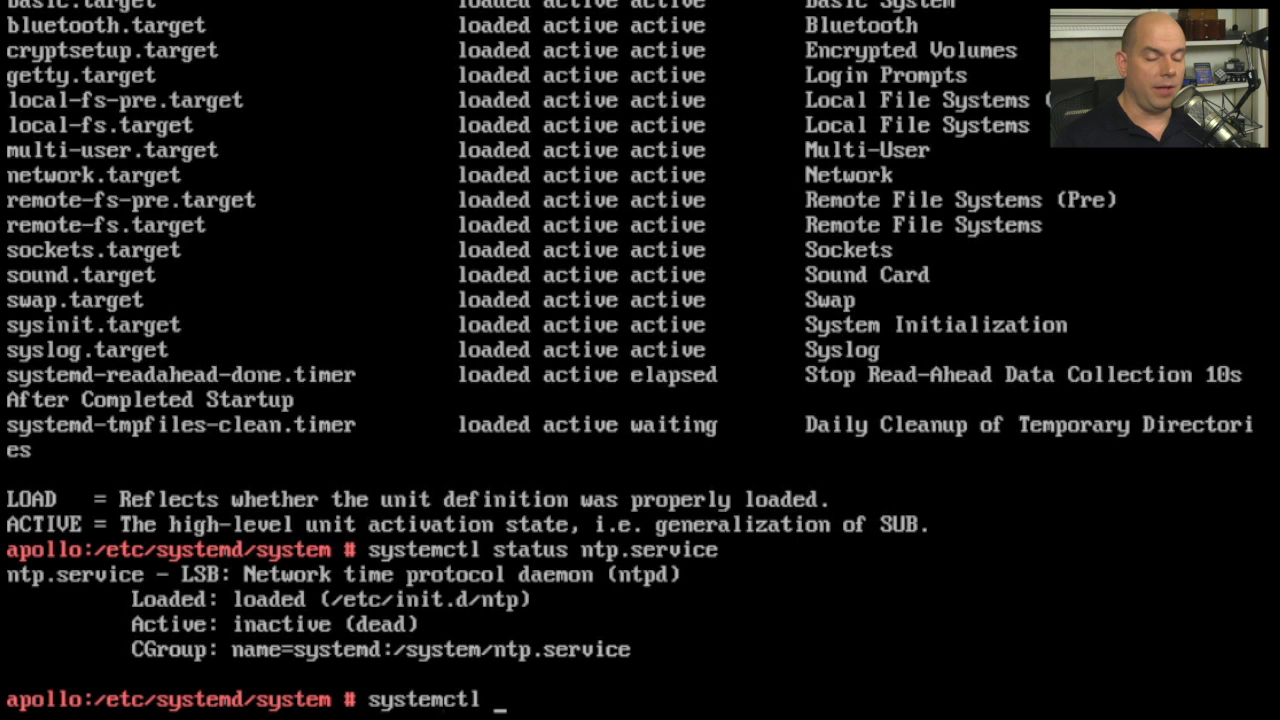 basic.target loaded active active Basic System
bluetooth.target loaded active active Bluetooth
cryptsetup.target loaded active active Encrypted Volumes
getty.target loaded active active Login Prompts
local-fs-pre.target loaded active active Local File Systems (
local-fs.target loaded active active Local File Systems
multi-user.target loaded active active Multi-User
network.target loaded active active Network
remote-fs-pre.target loaded active active Remote File Systems (Pre)
remote-fs.target loaded active active Remote File Systems
sockets.target loaded active active Sockets
sound.target loaded active active Sound Card
swap.target loaded active active Swap
sysinit.target loaded active active System Initialization
syslog.target loaded active active Syslog
systemd-readahead-done.timer loaded active elapsed Stop Read-Ahead Data Collection 10s
After Completed Startup
systemd-tmpfiles-clean.timer loaded active waiting Daily Cleanup of Temporary Directori
es
LOAD = Reflects whether the unit definition was properly loaded.
ACTIVE = The high-level unit activation state, i.e. generalization of SUB.
apollo:/etc/systemd/system # systemctl status ntp.service
ntp.service - LSB: Network time protocol daemon (ntpd)
Loaded: loaded (/etc/init.d/ntp)
Active: inactive (dead)
CGroup: name=systemd:/system/ntp.service
apollo:/etc/systemd/system # systemctl _